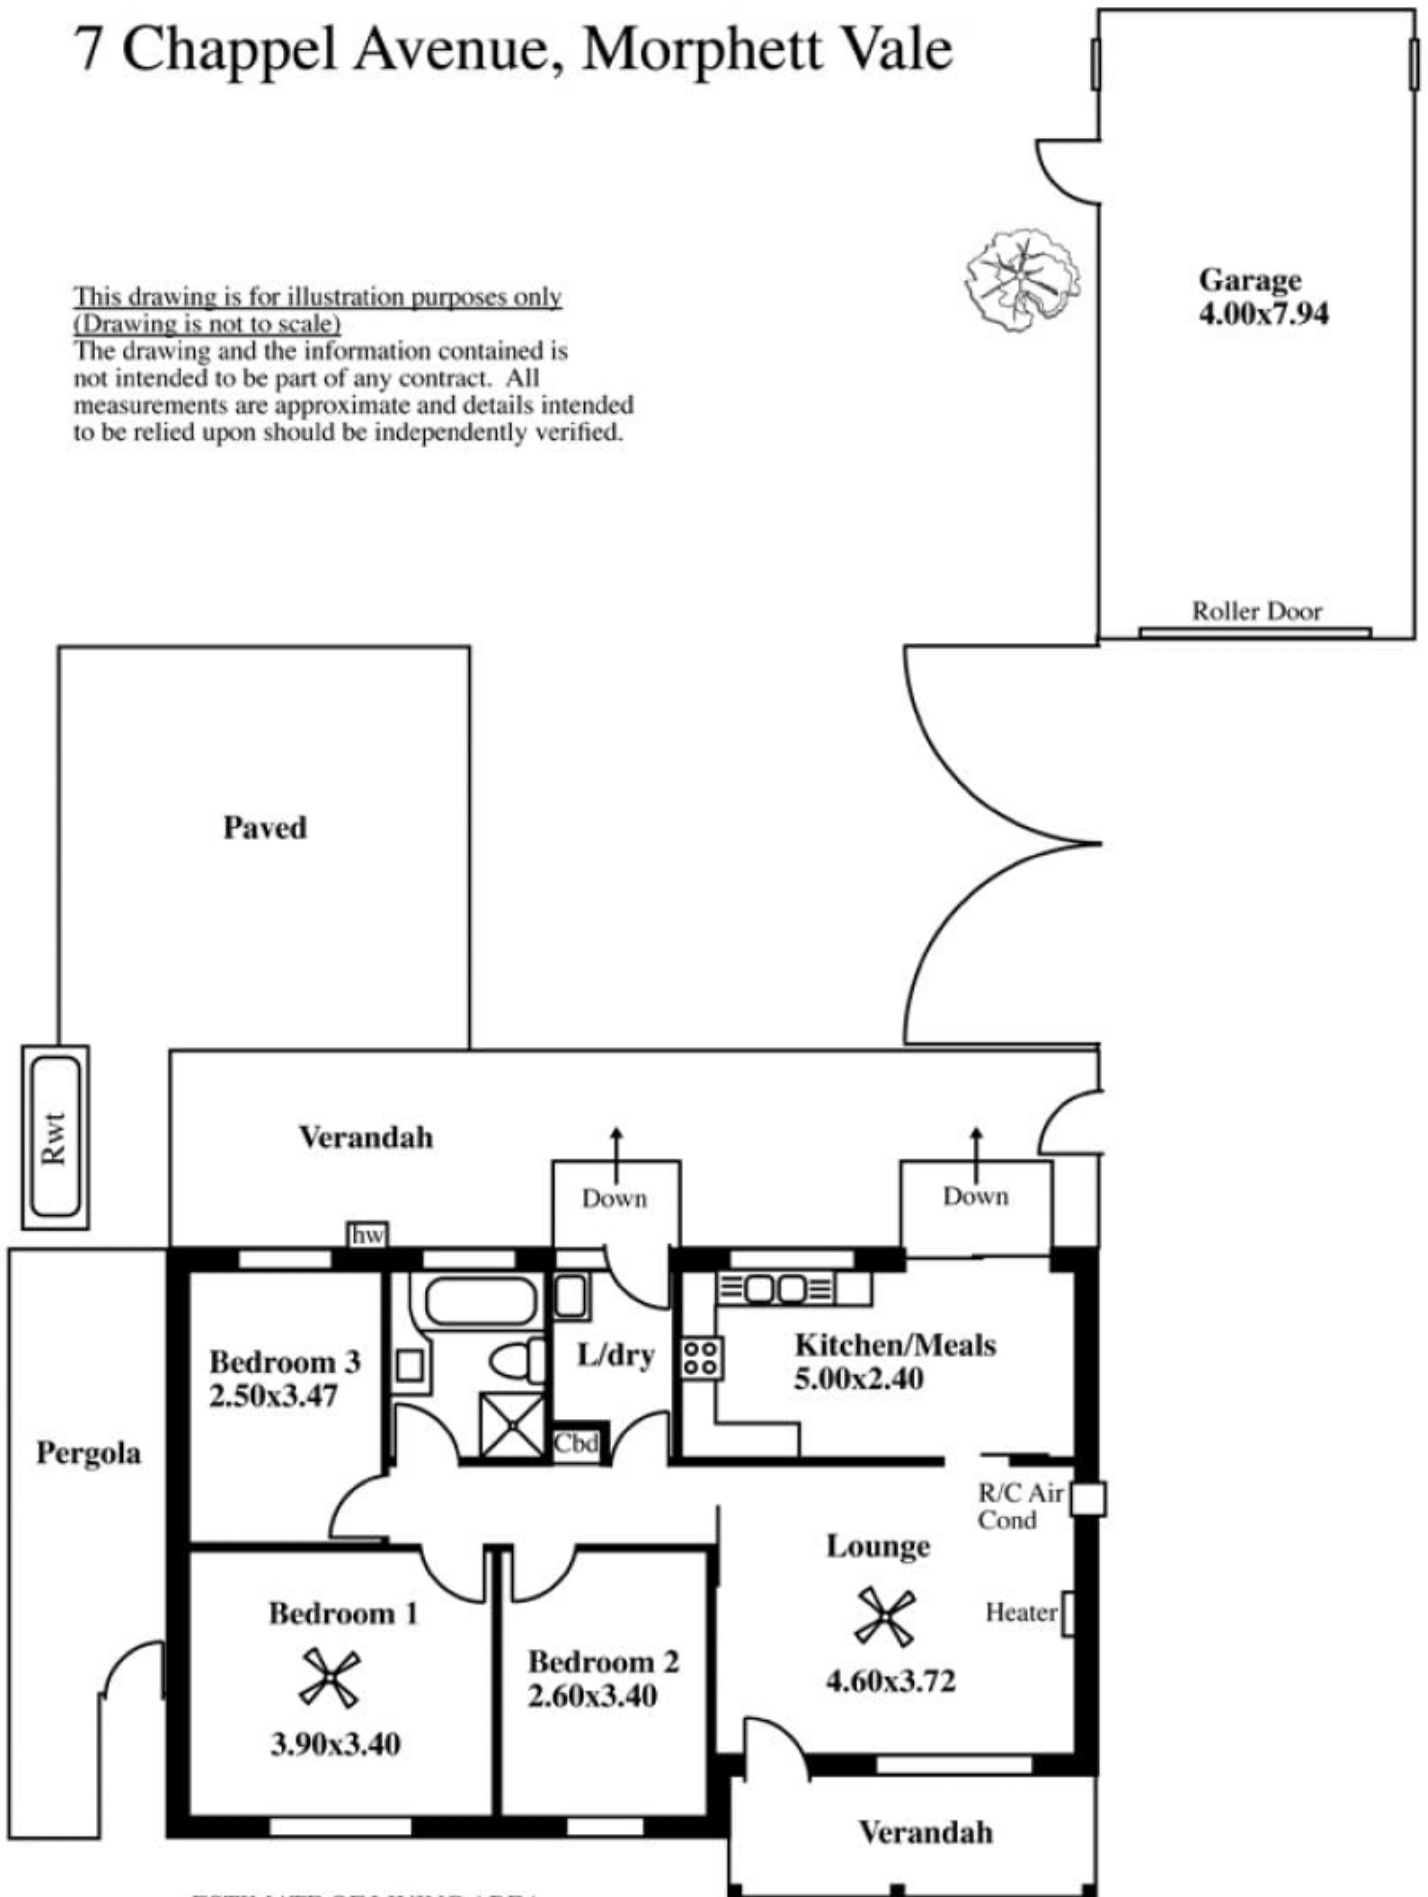 7 Chappel Avenue, Morphett Vale
This drawing is for illustration purposes only
(Drawing is not to scale)
The drawing and the information contained is
not intended to be part of any contract. All
measurements are approximate and details intended
to be relied upon should be independently verified.
Garage
4.00x7.94
Roller Door
Paved
Rwt
Verandah
Down
Down
hw
Bedroom 3
2.50x3.47
L/dry
Kitchen/Meals
5.00x2.40
Cbd
Pergola
R/C Air
Cond
Lounge
Heater
4.60x3.72
Bedroom 1
3.90x3.40
Bedroom 2
2.60x3.40
Verandah